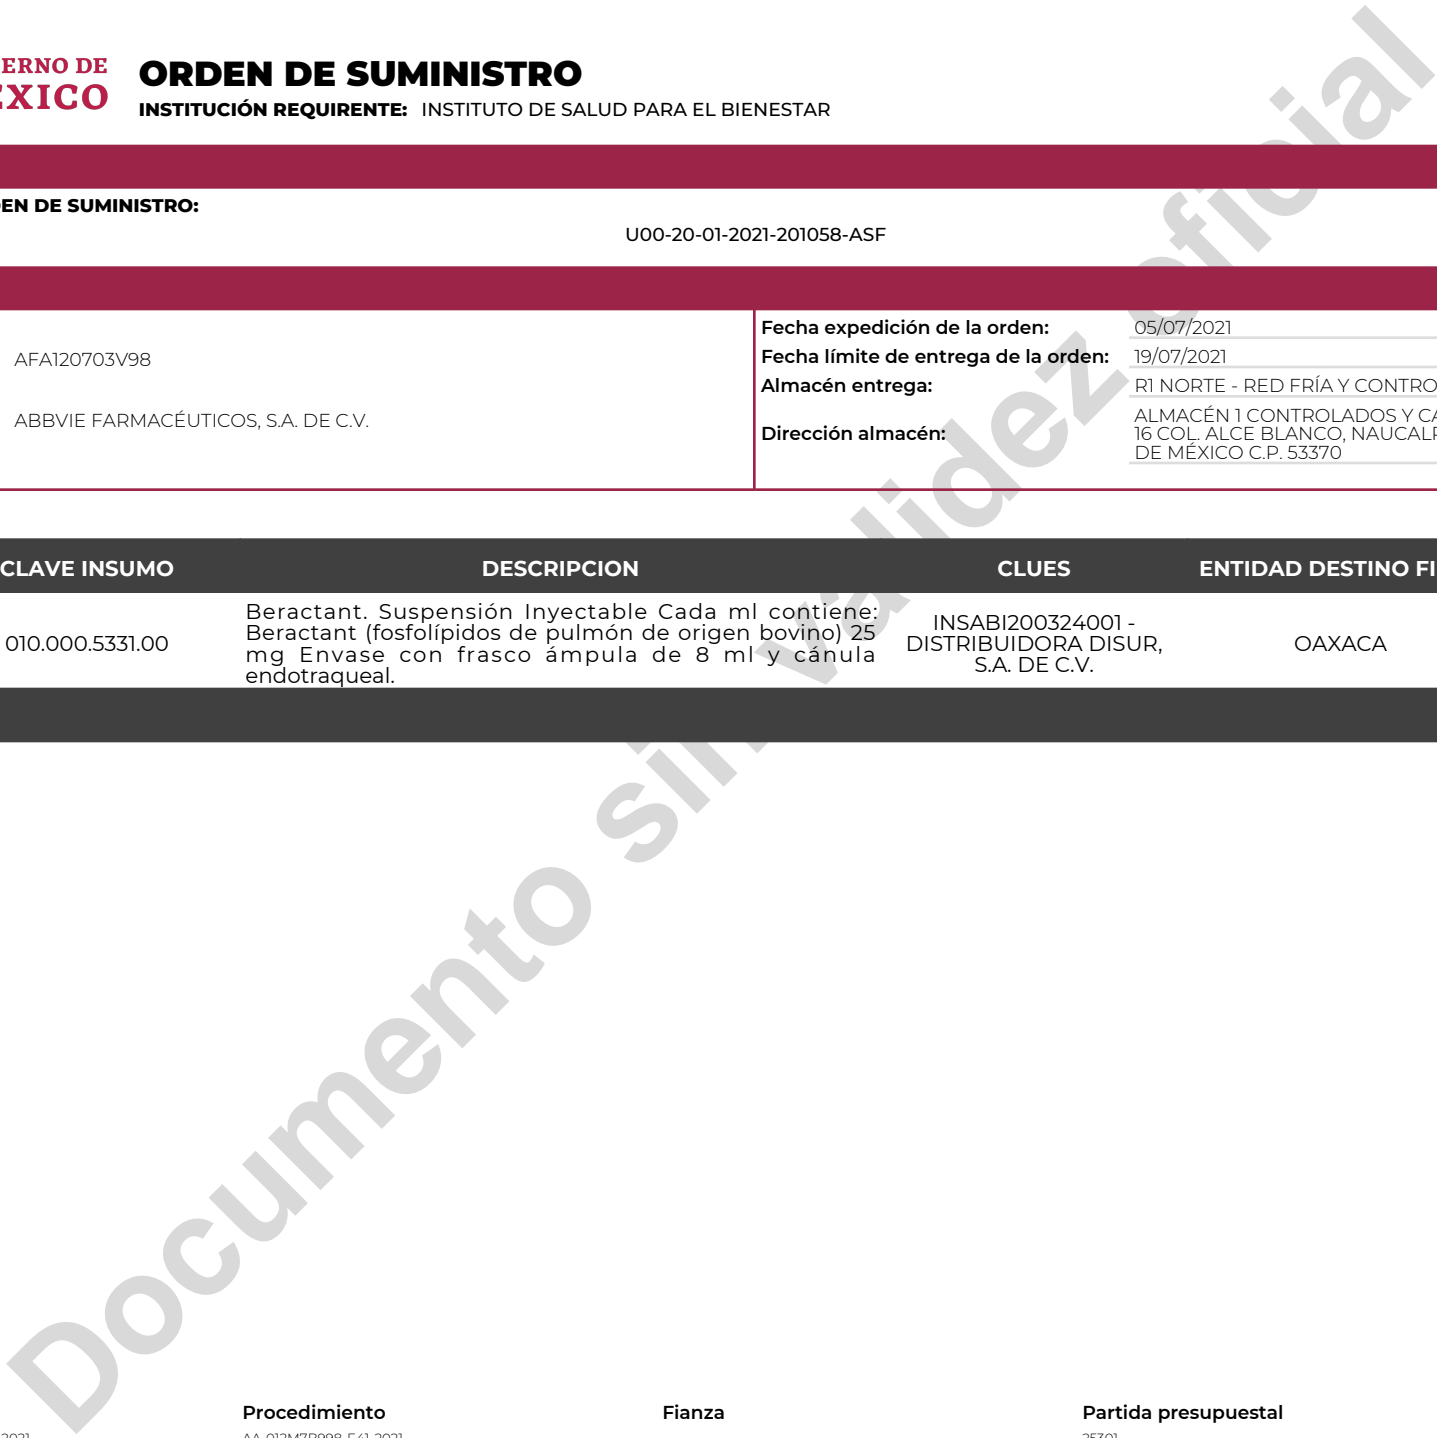 ERNO DE
ORDEN DE SUMINISTRO
INSTITUCIÓN REQUIRENTE: INSTITUTO DE SALUD PARA EL BIENESTAR
EN DE SUMINISTRO:
U00-20-01-2021-201058-ASF
AFA120703V98
ABBVIE FARMACÉUTICOS, S.A. DE C.V.
Fecha expedición de la orden: 05/07/2021
Fecha límite de entrega de la orden: 19/07/2021
Almacén entrega: R1 NORTE - RED FRÍA Y CONTRO
Dirección almacén:
ALMACÉN 1 CONTROLADOS Y CA
16 COL. ALCE BLANCO, NAUCALP
DE MÉXICO C.P. 53370
CLAVE INSUMO DESCRIPCION CLUES ENTIDAD DESTINO FI
010.000.5331.00
Beractant. Suspensión Inyectable Cada ml contiene:
Beractant (fosfolípidos de pulmón de origen bovino) 25
mg Envase con frasco ámpula de 8 ml y cánula
endotraqueal.
INSABI200324001 -
DISTRIBUIDORA DISUR,
S.A. DE C.V.
OAXACA
Documento sin validez oficial
Procedimiento Fianza Partida presupuestal